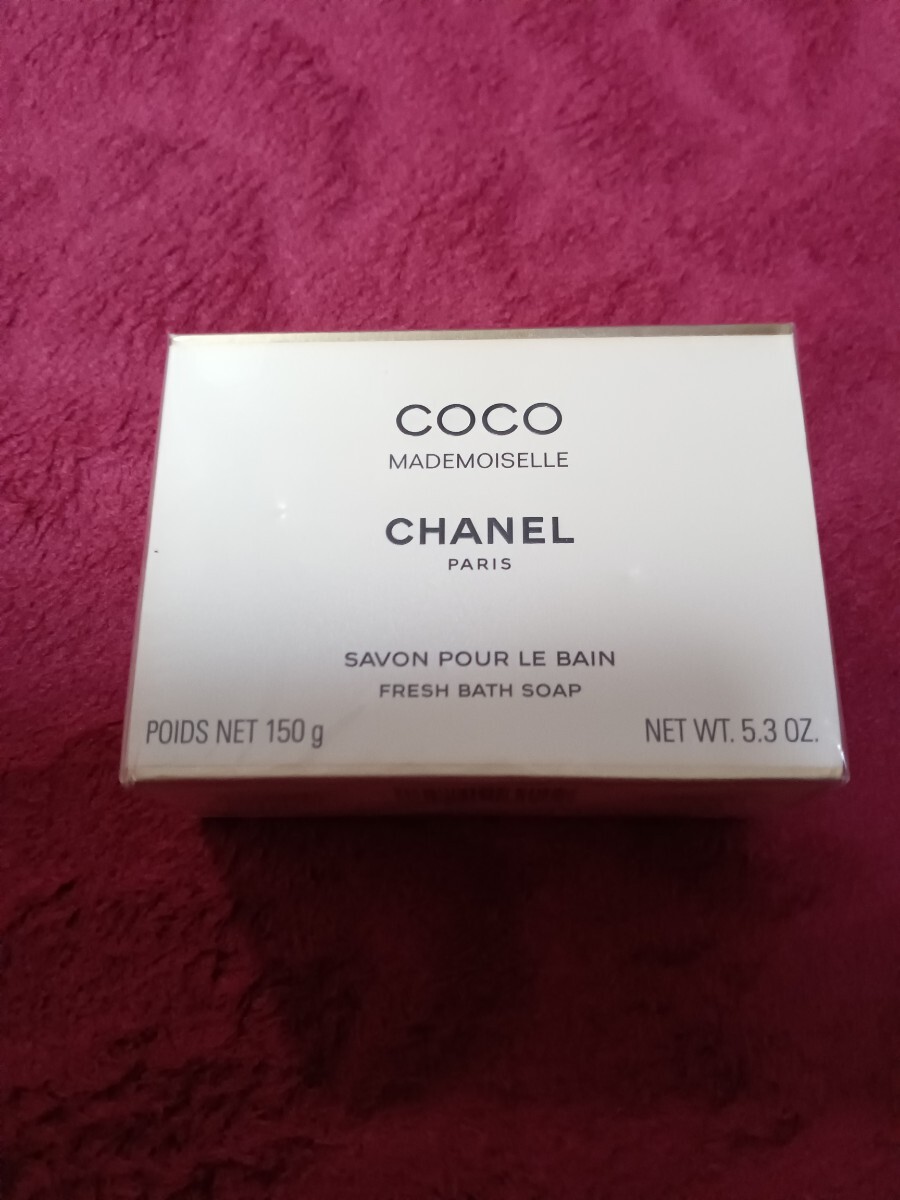 COCO
MADEMOISELLE
CHANEL
PARIS
SAVON POUR LE BAIN
FRESH BATH SOAP
POIDS NET 150 g NET WT. 5.3 OZ.